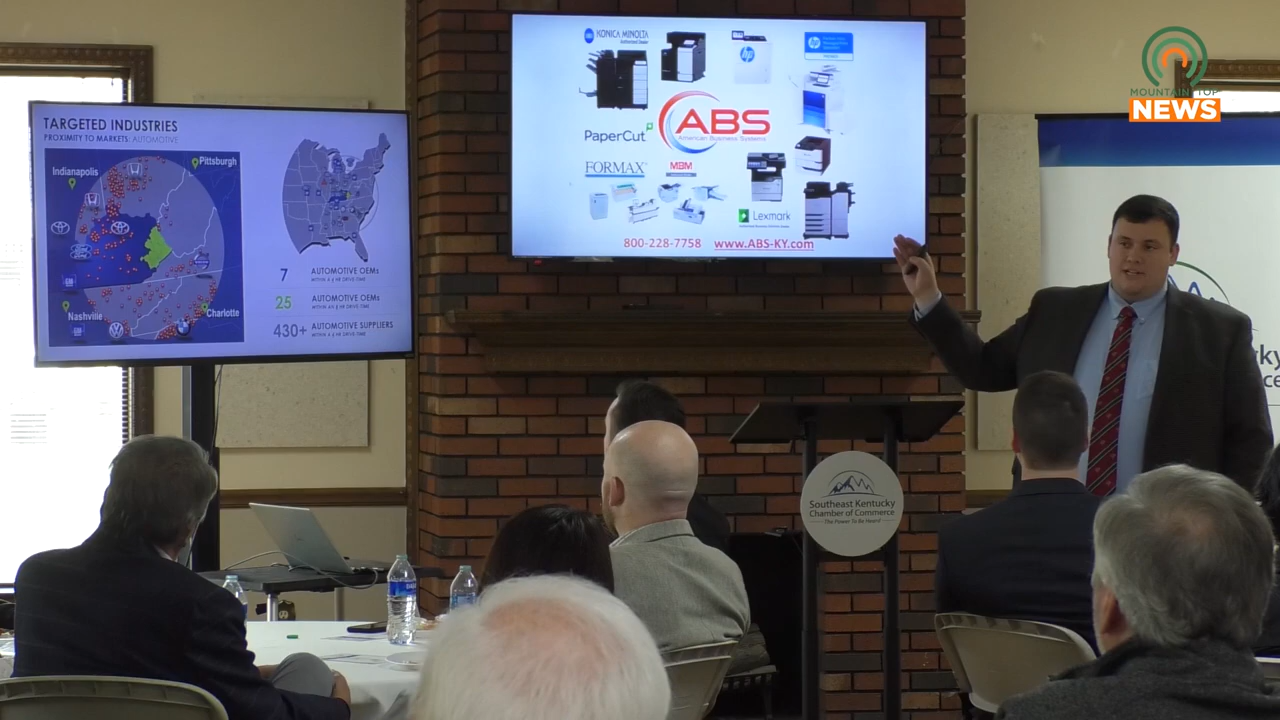 TARGETED INDUSTRIES
PROXIMITY TO MARKETS: AUTOMOTIVE
Indianapolis
Pittsburgh
Nashville
Charlotte
7 AUTOMOTIVE OEMs
25 AUTOMOTIVE OEMs
430+ AUTOMOTIVE SUPPLIERS
KONICA MINOLTA
hp
hp
ABS
American Business Systems
PaperCut
FORMAX
MBM
Lexmark
800-228-7758 www.ABS-KY.com
MOUNTAIN TOP
NEWS
Southeast Kentucky
Chamber of Commerce
The Power To Be Heard